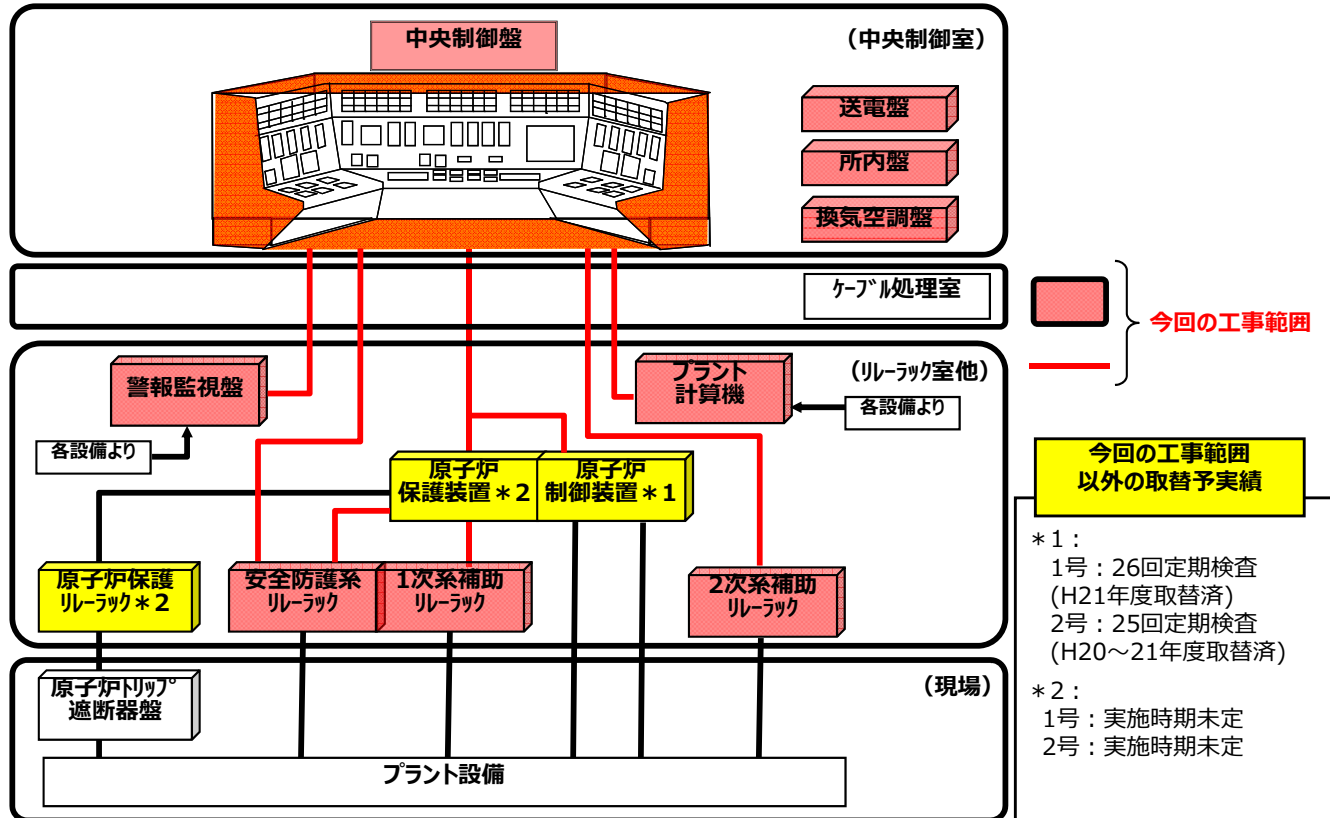 中央制御盤
(中央制御室)
送電盤
所内盤
換気空調盤
ｹｰﾌﾞﾙ処理室
今回の工事範囲
(ﾘﾚｰﾗｯｸ室他)
警報監視盤
プラント
計算機
各設備より
各設備より
原子炉
保護装置＊2
原子炉
制御装置＊1
原子炉保護
ﾘﾚｰﾗｯｸ＊2
安全防護系
ﾘﾚｰﾗｯｸ
1次系補助
ﾘﾚｰﾗｯｸ
2次系補助
ﾘﾚｰﾗｯｸ
(現場)
原子炉ﾄﾘｯﾌﾟ
遮断器盤
プラント設備
今回の工事範囲
以外の取替予実績
＊1：
1号：26回定期検査
(H21年度取替済)
2号：25回定期検査
(H20～21年度取替済)
＊2：
1号：実施時期未定
2号：実施時期未定